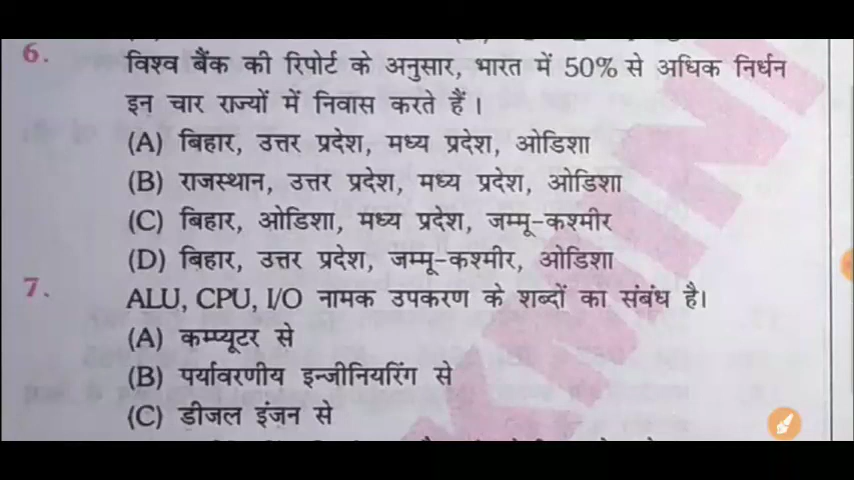 6.
विश्व बैंक की रिपोर्ट के अनुसार, भारत में 50% से अधिक निर्धन
इन चार राज्यों में निवास करते हैं।
(A) बिहार, उत्तर प्रदेश, मध्य प्रदेश, ओडिशा
(B) राजस्थान, उत्तर प्रदेश, मध्य प्रदेश, ओडिशा
(C) बिहार, ओडिशा, मध्य प्रदेश, जम्मू-कश्मीर
(D) बिहार, उत्तर प्रदेश, जम्मू-कश्मीर, ओडिशा
7.
ALU, CPU, I/O नामक उपकरण के शब्दों का संबंध है।
(A) कम्प्यूटर से
(B) पर्यावरणीय इन्जीनियरिंग से
(C) डीजल इंजन से